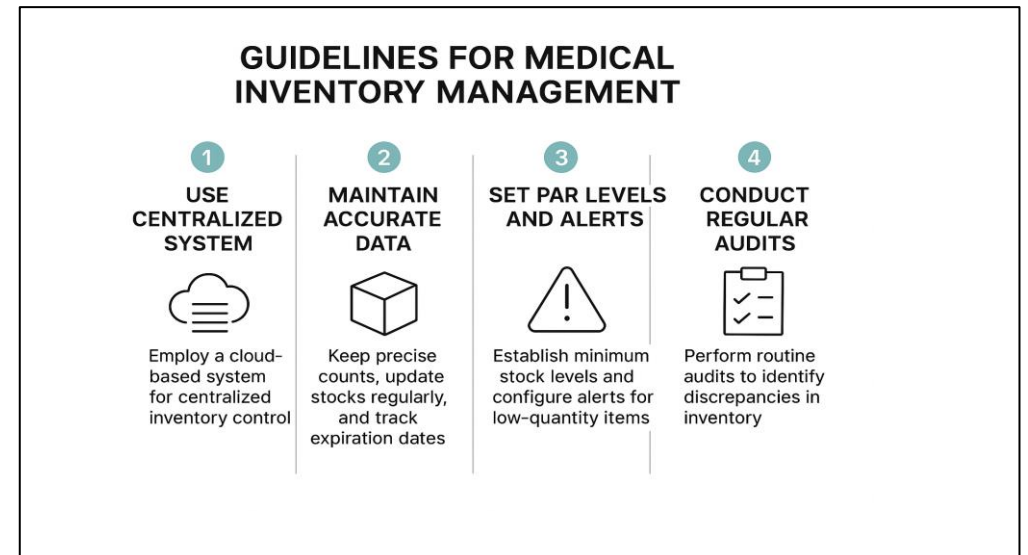 GUIDELINES FOR MEDICAL
INVENTORY MANAGEMENT
1
USE
CENTRALIZED
SYSTEM
Employ a cloud-
based system
for centralized
inventory control
2
MAINTAIN
ACCURATE
DATA
Keep precise
counts, update
stocks regularly,
and track
expiration dates
3
SET PAR LEVELS
AND ALERTS
Establish minimum
stock levels and
configure alerts for
low-quantity items
4
CONDUCT
REGULAR
AUDITS
Perform routine
audits to identify
discrepancies in
inventory